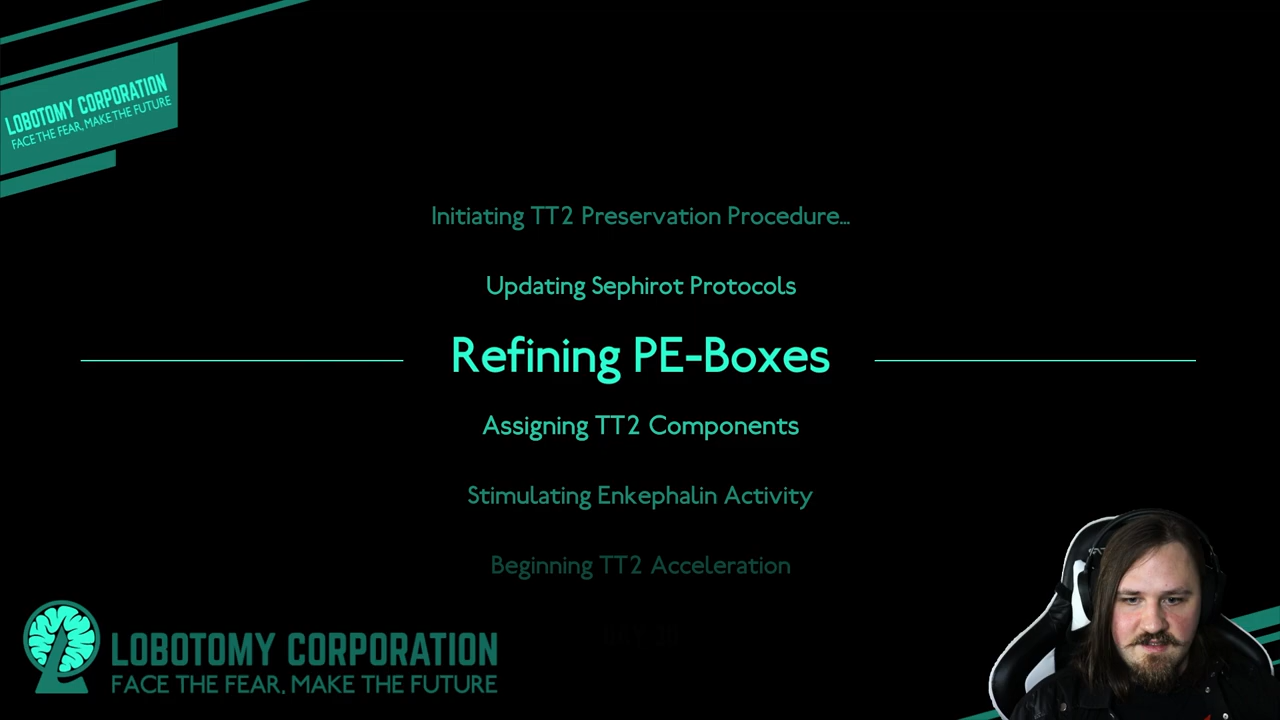 LOBOTOMY CORPORATION
FACE THE FEAR, MAKE THE FUTURE
Initiating TT2 Preservation Procedure...
Updating Sephirot Protocols
Refining PE-Boxes
Assigning TT2 Components
Stimulating Enkephalin Activity
Beginning TT2 Acceleration
LOBOTOMY CORPORATION
FACE THE FEAR, MAKE THE FUTURE